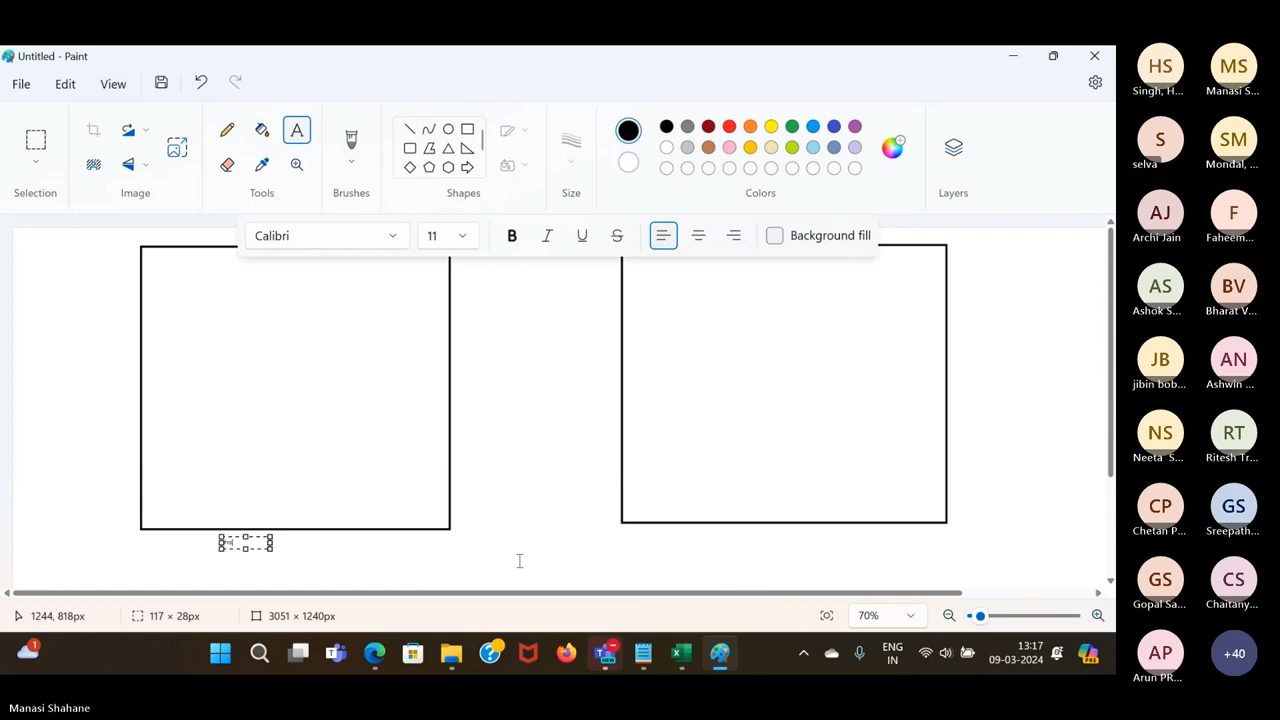 Untitled - Paint
File
Edit
View
Selection
Image
A
Tools
Brushes
Shapes
Size
Colors
Layers
Calibri
11
B
I
U
S
Background fill
1244, 818px
117 × 28px
3051 × 1240px
70%
1
NEW
ENG
IN
13:17
09-03-2024
PRE
HS
Singh, H...
MS
Manasi S...
S
selva
SM
Mondal, ...
AJ
Archi Jain
F
Faheem...
AS
Ashok S...
BV
Bharat V...
JB
jibin bob...
AN
Ashwin ...
NS
Neeta S...
RT
Ritesh Tr...
CP
Chetan P...
GS
Sreepath...
GS
Gopal Sa...
CS
Chaitany...
AP
Arun PR...
+40
Manasi Shahane